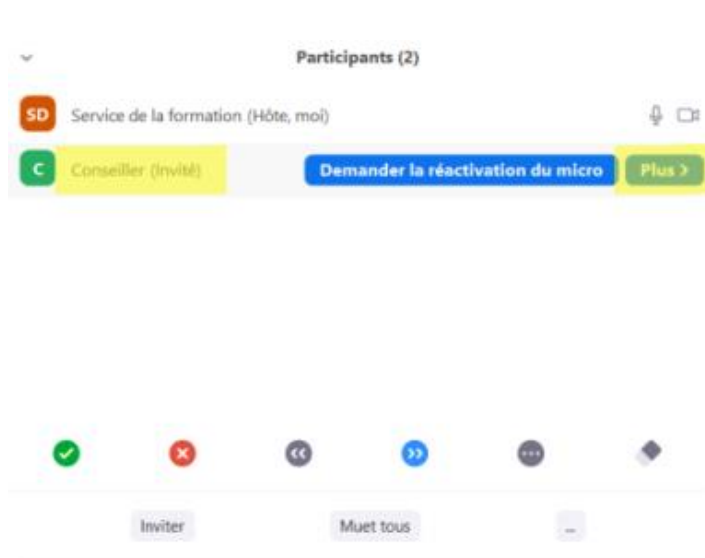 Participants (2)
SD Service de la formation (Hôte, moi)
C Conseiller (Invité) Demander la réactivation du micro Plus >
Inviter Muet tous ...